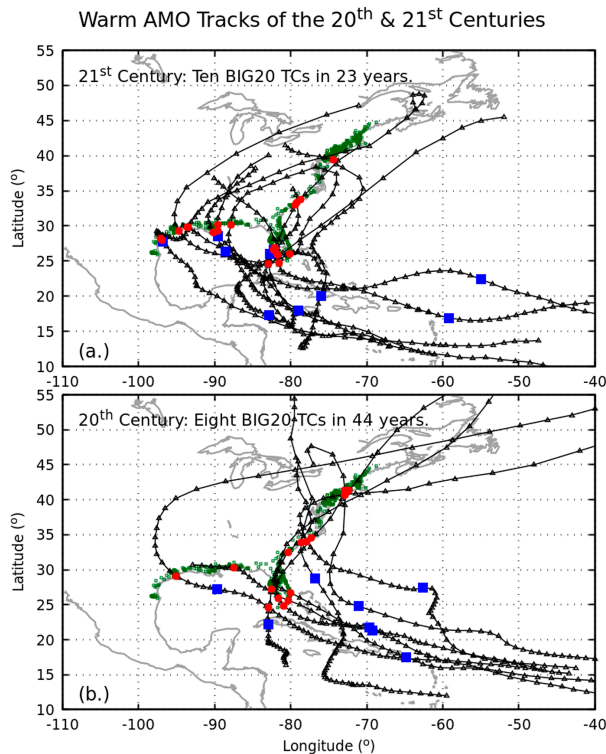 Warm AMO Tracks of the 20th & 21st Centuries
55
21st Century: Ten BIG20 TCs in 23 years.
50
45
40
35
30
25
20
15
10
Latitude (o)
(a.)
-110 -100 -90 -80 -70 -60 -50 -40
55
20th Century: Eight BIG20 TCs in 44 years.
50
45
40
35
30
25
20
15
10
Latitude (o)
(b.)
-110 -100 -90 -80 -70 -60 -50 -40
Longitude (o)